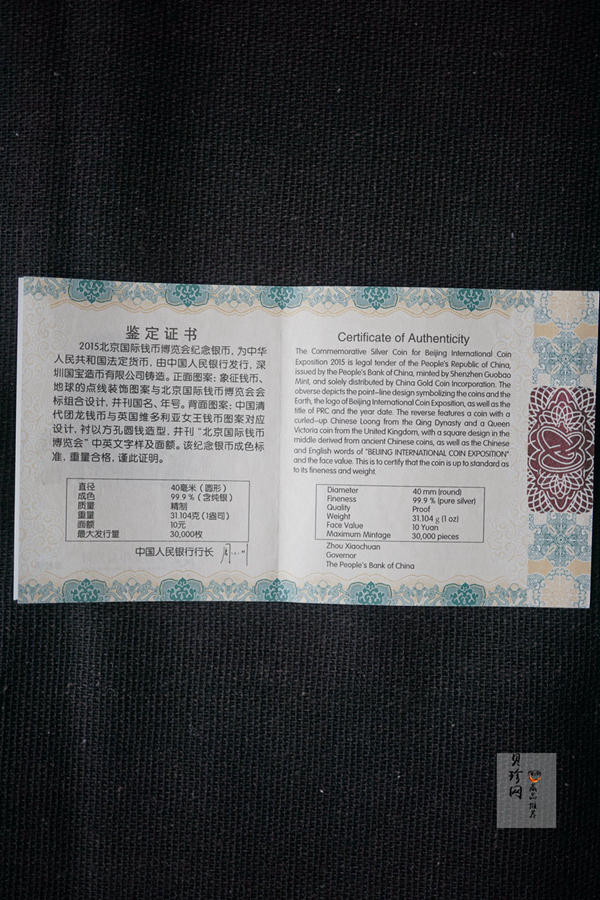 鉴定证书
2015北京国际钱币博览会纪念银币，为中华
人民共和国法定货币，由中国人民银行发行，深
圳国宝造币有限公司铸造。正面图案：象征钱币、
地球的点线装饰图案与北京国际钱币博览会会
标组合设计，并刊国名、年号。背面图案：中国清
代团龙钱币与英国维多利亚女王钱币图案对应
设计，衬以方孔圆钱造型，并刊“北京国际钱币
博览会”中英文字样及面额。该纪念银币成色标
准，重量合格，谨此证明。
直径 40毫米（圆形）
成色 99.9％（含纯银）
质量 精制
重量 31.104克（1盎司）
面额 10元
最大发行量 30,000枚
中国人民银行行长
Certificate of Authenticity
The Commemorative Silver Coin for Beijing International Coin
Exposition 2015 is legal tender of the People's Republic of China,
issued by the People's Bank of China, minted by Shenzhen Guobao
Mint, and solely distributed by China Gold Coin Incorporation. The
obverse depicts the point-line design symbolizing the coins and the
Earth, the logo of Beijing International Coin Exposition, as well as the
title of PRC and the year date. The reverse features a coin with a
curled-up Chinese Loong from the Qing Dynasty and a Queen
Victoria coin from the United Kingdom, with a square design in the
middle derived from ancient Chinese coins, as well as the Chinese
and English words of "BEIJING INTERNATIONAL COIN EXPOSITION"
and the face value. This is to certify that the coin is up to standard as
to its fineness and weight.
Diameter 40 mm (round)
Fineness 99.9 % (pure silver)
Quality Proof
Weight 31.104 g (1 oz)
Face Value 10 Yuan
Maximum Mintage 30,000 pieces
Zhou Xiaochuan
Governor
The People's Bank of China
贝珍网